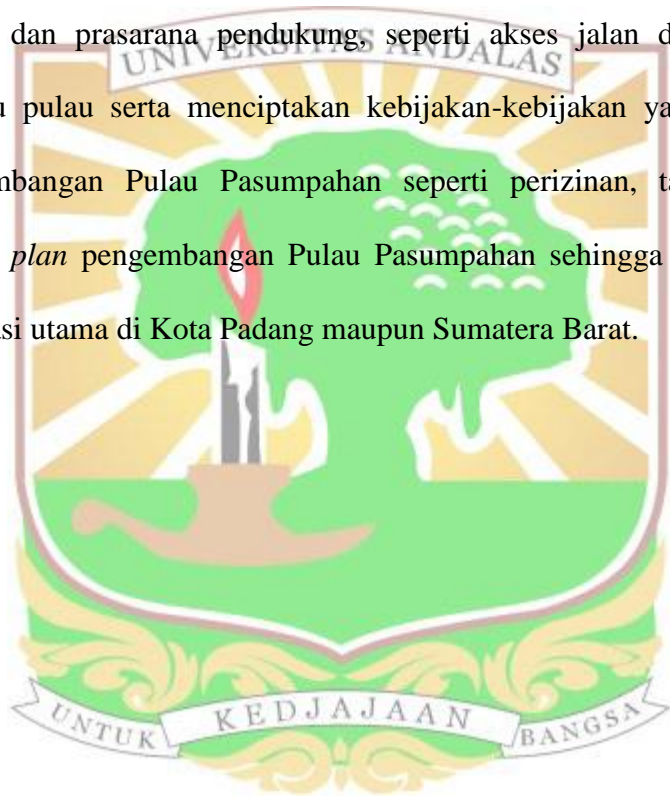 dan prasarana pendukung, seperti akses jalan d
UNIVERSITAS ANDALAS
u pulau serta menciptakan kebijakan-kebijakan ya
mbangan Pulau Pasumpahan seperti perizinan, ta
plan pengembangan Pulau Pasumpahan sehingga
si utama di Kota Padang maupun Sumatera Barat.
UNTUK KEDJAJAAN BANGSA